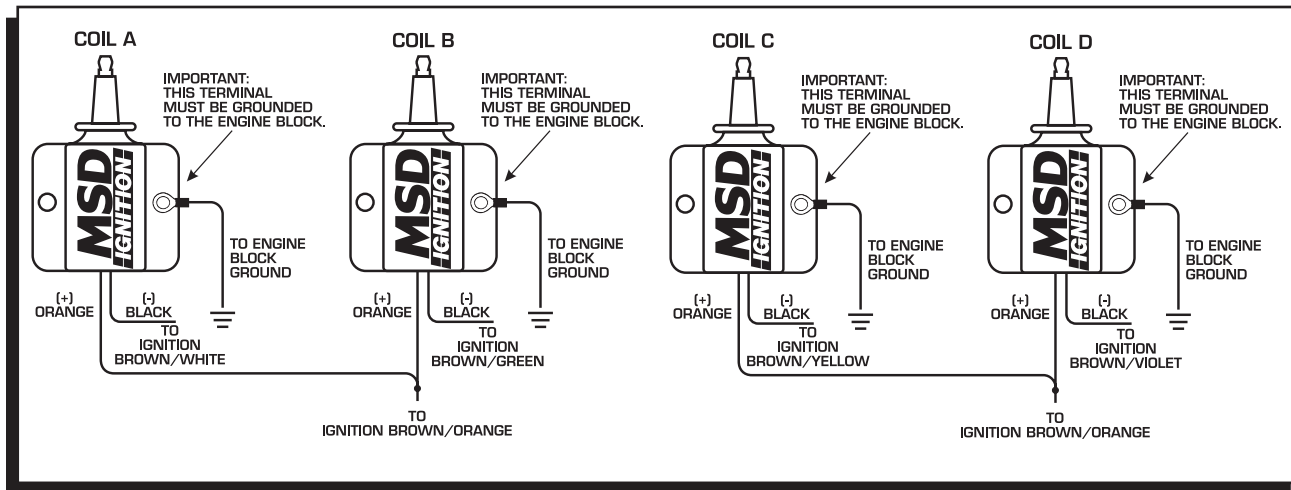 COIL A
IMPORTANT:
THIS TERMINAL
MUST BE GROUNDED
TO THE ENGINE BLOCK.
MSD
IGNITION
TO ENGINE
BLOCK
GROUND
(+)
ORANGE
(-)
BLACK
TO
IGNITION
BROWN/WHITE
COIL B
IMPORTANT:
THIS TERMINAL
MUST BE GROUNDED
TO THE ENGINE BLOCK.
MSD
IGNITION
TO ENGINE
BLOCK
GROUND
(+)
ORANGE
(-)
BLACK
TO
IGNITION
BROWN/GREEN
TO
IGNITION BROWN/ORANGE
COIL C
IMPORTANT:
THIS TERMINAL
MUST BE GROUNDED
TO THE ENGINE BLOCK.
MSD
IGNITION
TO ENGINE
BLOCK
GROUND
(+)
ORANGE
(-)
BLACK
TO
IGNITION
BROWN/YELLOW
COIL D
IMPORTANT:
THIS TERMINAL
MUST BE GROUNDED
TO THE ENGINE BLOCK.
MSD
IGNITION
TO ENGINE
BLOCK
GROUND
(+)
ORANGE
(-)
BLACK
TO
IGNITION
BROWN/VIOLET
TO
IGNITION BROWN/ORANGE